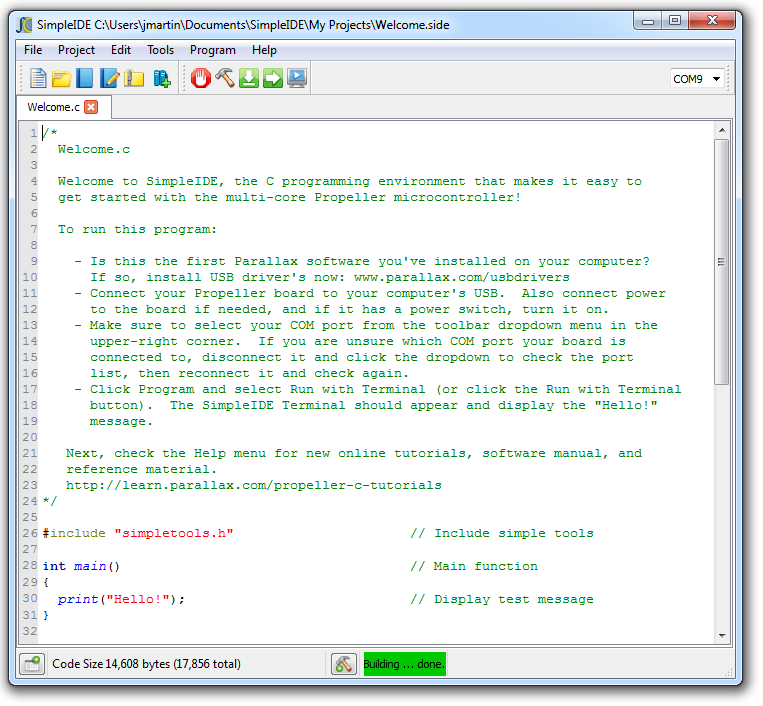 SimpleIDE C:\Users\jmartin\Documents\SimpleIDE\My Projects\Welcome.side
File Project Edit Tools Program Help
COM9
Welcome.c
1 /*
2 Welcome.c
3
4 Welcome to SimpleIDE, the C programming environment that makes it easy to
5 get started with the multi-core Propeller microcontroller!
6
7 To run this program:
8
9 - Is this the first Parallax software you've installed on your computer?
10 If so, install USB driver's now: www.parallax.com/usbdrivers
11 - Connect your Propeller board to your computer's USB. Also connect power
12 to the board if needed, and if it has a power switch, turn it on.
13 - Make sure to select your COM port from the toolbar dropdown menu in the
14 upper-right corner. If you are unsure which COM port your board is
15 connected to, disconnect it and click the dropdown to check the port
16 list, then reconnect it and check again.
17 - Click Program and select Run with Terminal (or click the Run with Terminal
18 button). The SimpleIDE Terminal should appear and display the "Hello!"
19 message.
20
21 Next, check the Help menu for new online tutorials, software manual, and
22 reference material.
23 http://learn.parallax.com/propeller-c-tutorials
24 */
25
26 #include "simpletools.h" // Include simple tools
27
28 int main() // Main function
29 {
30 print("Hello!"); // Display test message
31 }
32
Code Size 14,608 bytes (17,856 total) Building ... done.